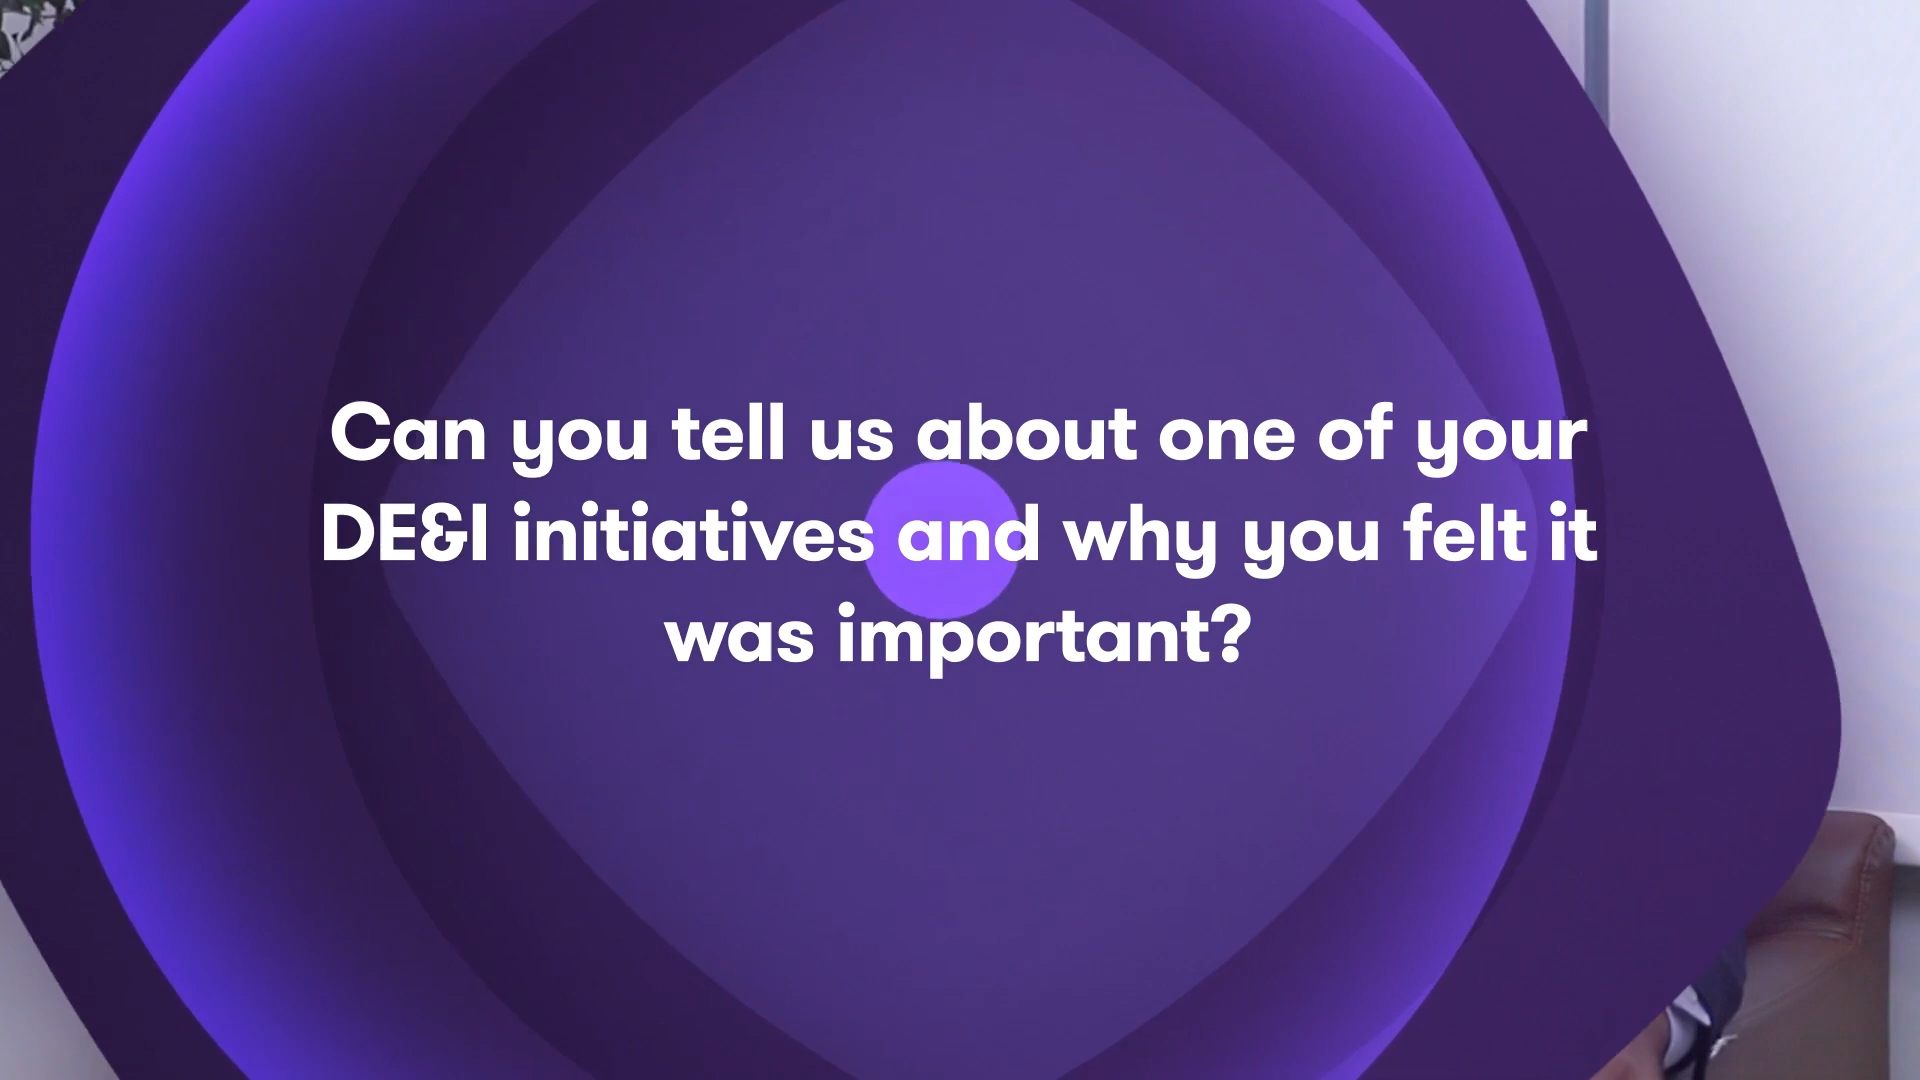 Can you tell us about one of your
DE&I initiatives and why you felt it
was important?